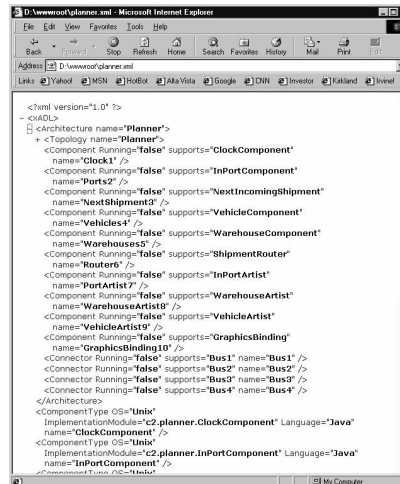 D:\wwwroot\planner.xml - Microsoft Internet Explorer
File Edit View Favorites Tools Help
Back Forward Stop Refresh Home Search Favorites History Mail Print Edit
Address D:\wwwroot\planner.xml
Links Yahoo! MSN HotBot Alta Vista Google CNN Investor Kirkland Irvine
<?xml version="1.0" ?>
- <xADL>
- <Architecture name="Planner">
+ <Topology name="Planner">
<Component Running="false" supports="ClockComponent"
name="Clock1" />
<Component Running="false" supports="InPortComponent"
name="Ports2" />
<Component Running="false" supports="NextIncomingShipment"
name="NextShipment3" />
<Component Running="false" supports="VehicleComponent"
name="Vehicles4" />
<Component Running="false" supports="WarehouseComponent"
name="Warehouses5" />
<Component Running="false" supports="ShipmentRouter"
name="Router6" />
<Component Running="false" supports="InPortArtist"
name="PortArtist7" />
<Component Running="false" supports="WarehouseArtist"
name="WarehouseArtist8" />
<Component Running="false" supports="VehicleArtist"
name="VehicleArtist9" />
<Component Running="false" supports="GraphicsBinding"
name="GraphicsBinding10" />
<Connector Running="false" supports="Bus1" name="Bus1" />
<Connector Running="false" supports="Bus2" name="Bus2" />
<Connector Running="false" supports="Bus3" name="Bus3" />
<Connector Running="false" supports="Bus4" name="Bus4" />
</Architecture>
<ComponentType OS="Unix"
ImplementationModule="c2.planner.ClockComponent" Language="Java"
name="ClockComponent" />
<ComponentType OS="Unix"
ImplementationModule="c2.planner.InPortComponent" Language="Java"
name="InPortComponent" />
<ComponentType OS="Unix"
My Computer